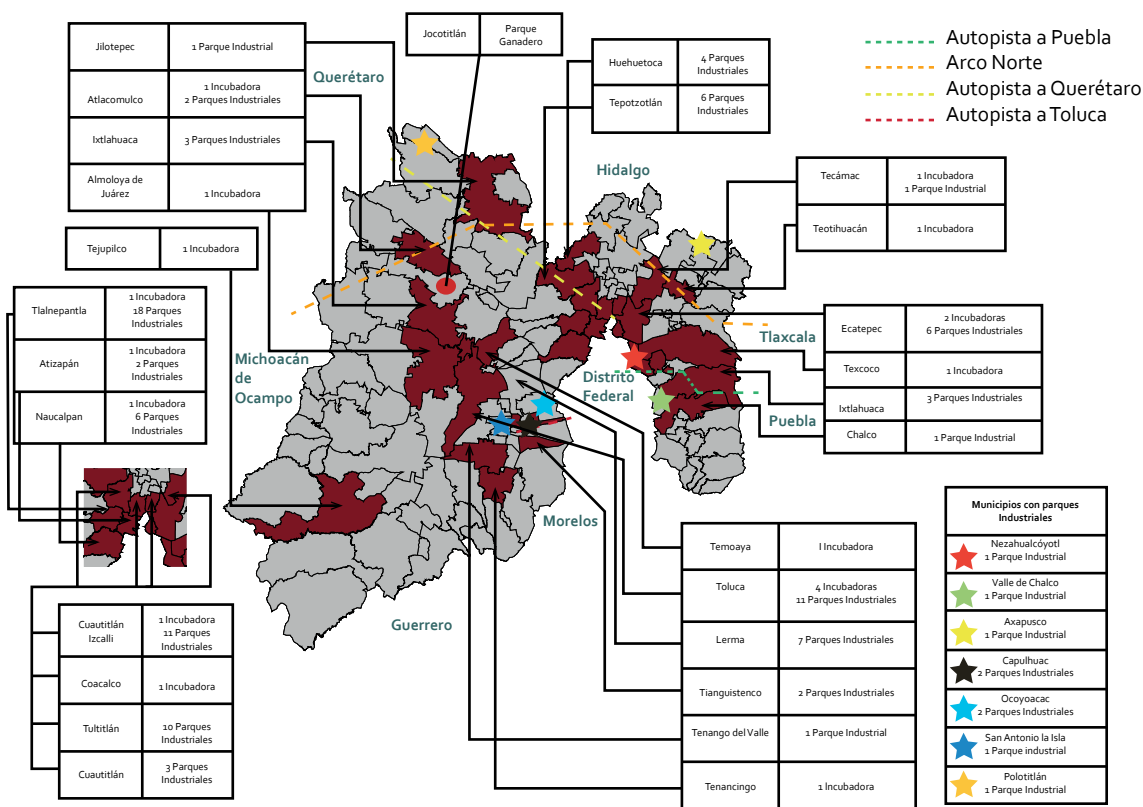 Jilotepec
1 Parque Industrial
Atlacomulco
1 Incubadora
2 Parques Industriales
Ixtlahuaca
3 Parques Industriales
Almoloya de
Juárez
1 Incubadora
Jocotitlán
Parque
Ganadero
Huehuetoca
4 Parques
Industriales
Tepotzotlán
6 Parques
Industriales
Autopista a Puebla
Arco Norte
Autopista a Querétaro
Autopista a Toluca
Querétaro
Hidalgo
Tecámac
1 Incubadora
1 Parque Industrial
Teotihuacán
1 Incubadora
Tejupilco
1 Incubadora
Tlalnepantla
1 Incubadora
18 Parques
Industriales
Atizapán
1 Incubadora
2 Parques
Industriales
Naucalpan
1 Incubadora
6 Parques
Industriales
Michoacán
de
Ocampo
Distrito
Federal
Tlaxcala
Puebla
Morelos
Guerrero
Ecatepec
2 Incubadoras
6 Parques Industriales
Texcoco
1 Incubadora
Ixtlahuaca
3 Parques Industriales
Chalco
1 Parque Industrial
Cuautitlán
Izcalli
1 Incubadora
11 Parques
Industriales
Coacalco
1 Incubadora
Tultitlán
10 Parques
Industriales
Cuautitlán
3 Parques
Industriales
Temoaya
I Incubadora
Toluca
4 Incubadoras
11 Parques Industriales
Lerma
7 Parques Industriales
Tianguistenco
2 Parques Industriales
Tenango del Valle
1 Parque Industrial
Tenancingo
1 Incubadora
Municipios con parques
Industriales
Nezahualcóyotl
1 Parque Industrial
Valle de Chalco
1 Parque Industrial
Axapusco
1 Parque Industrial
Capulhuac
2 Parques Industriales
Ocoyoacac
2 Parques Industriales
San Antonio la Isla
1 Parque industrial
Polotitlán
1 Parque Industrial